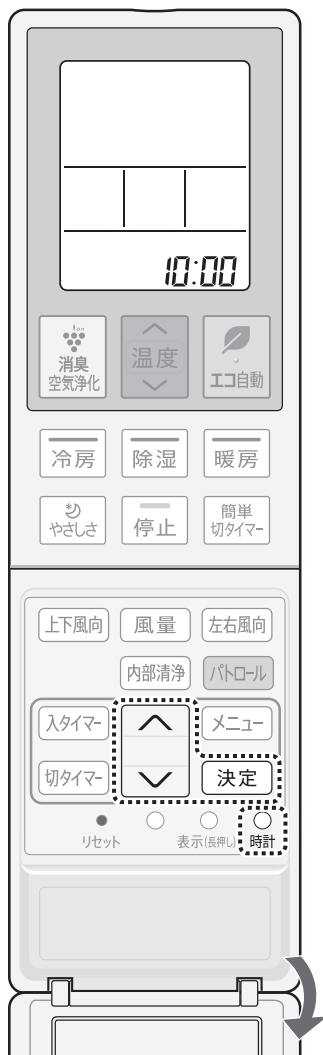 10:00
ion
消臭
空気浄化
温度
エコ自動
冷房
除湿
暖房
やさしさ
停止
簡単
切タイマー
上下風向
風量
左右風向
内部清浄
パトロール
入タイマー
メニュー
切タイマー
決定
リセット
表示(長押し)
時計